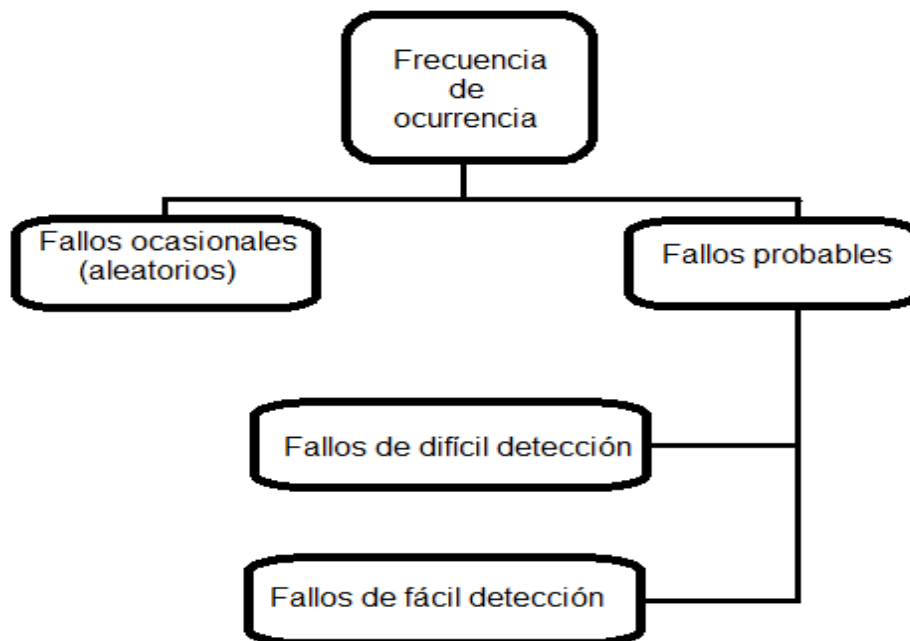 Frecuencia
de
ocurrencia
Fallos ocasionales
(aleatorios)
Fallos probables
Fallos de difícil detección
Fallos de fácil detección